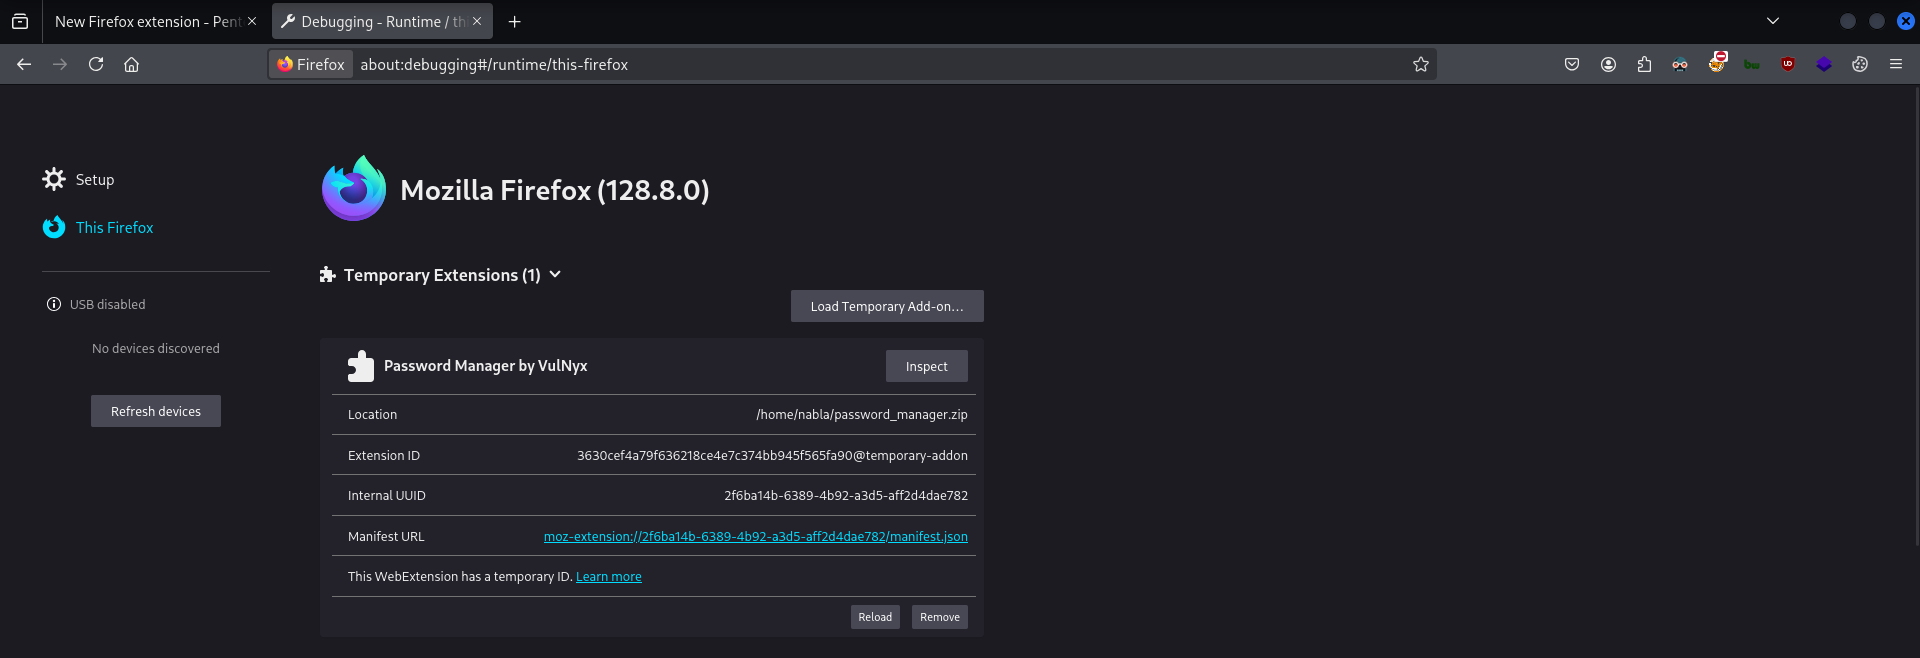 New Firefox extension - Pent
Debugging - Runtime / th
Firefox
about:debugging#/runtime/this-firefox
Setup
This Firefox
USB disabled
No devices discovered
Refresh devices
Mozilla Firefox (128.8.0)
Temporary Extensions (1)
Load Temporary Add-on...
Password Manager by VulNyx
Inspect
Location /home/nabla/password_manager.zip
Extension ID 3630cef4a79f636218ce4e7c374bb945f565fa90@temporary-addon
Internal UUID 2f6ba14b-6389-4b92-a3d5-aff2d4dae782
Manifest URL moz-extension://2f6ba14b-6389-4b92-a3d5-aff2d4dae782/manifest.json
This WebExtension has a temporary ID. Learn more
Reload Remove